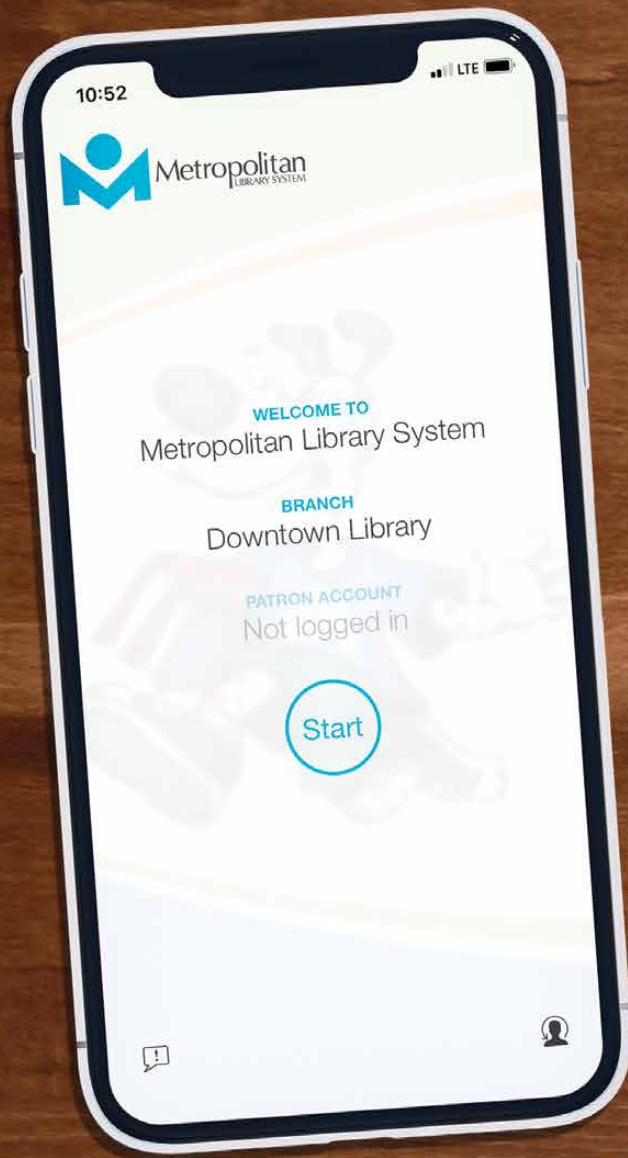 10:52
LTE
Metropolitan
LIBRARY SYSTEM
WELCOME TO
Metropolitan Library System
BRANCH
Downtown Library
PATRON ACCOUNT
Not logged in
Start
!